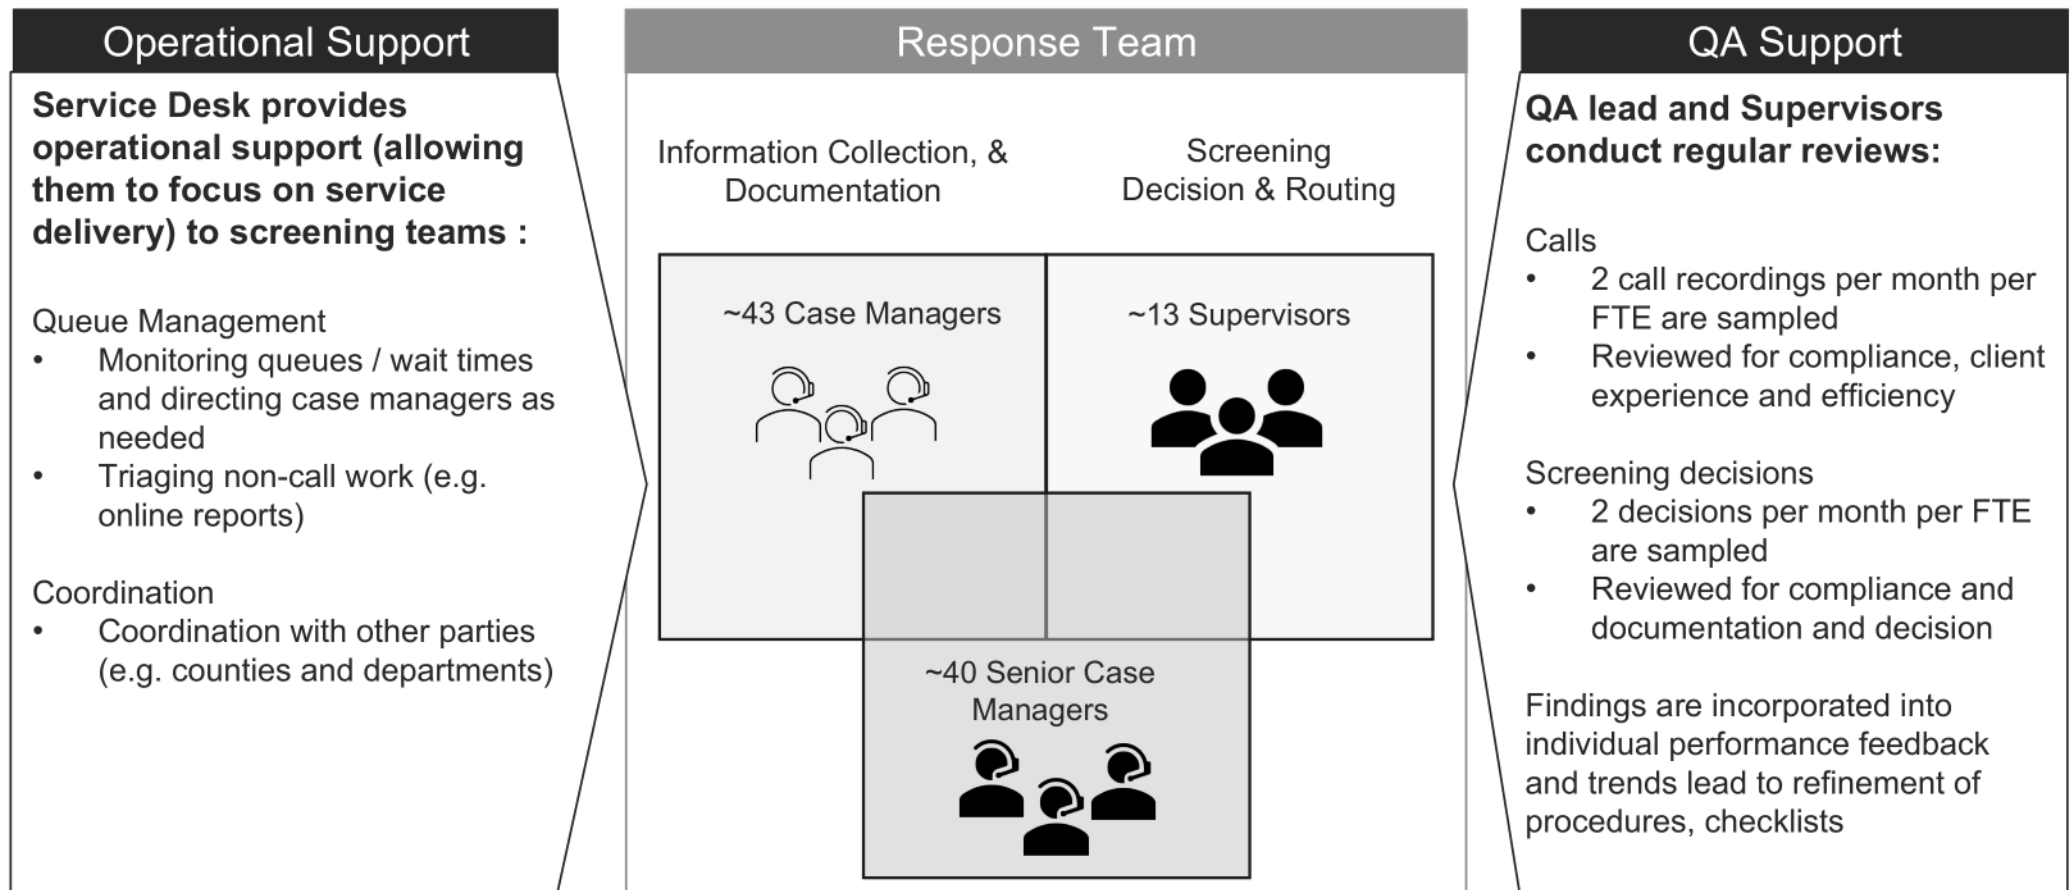 Operational Support
Service Desk provides
operational support (allowing
them to focus on service
delivery) to screening teams :
Queue Management
• Monitoring queues / wait times
and directing case managers as
needed
• Triaging non-call work (e.g.
online reports)
Coordination
• Coordination with other parties
(e.g. counties and departments)
Response Team
Information Collection, &
Documentation
Screening
Decision & Routing
~43 Case Managers
~13 Supervisors
~40 Senior Case
Managers
QA Support
QA lead and Supervisors
conduct regular reviews:
Calls
• 2 call recordings per month per
FTE are sampled
• Reviewed for compliance, client
experience and efficiency
Screening decisions
• 2 decisions per month per FTE
are sampled
• Reviewed for compliance and
documentation and decision
Findings are incorporated into
individual performance feedback
and trends lead to refinement of
procedures, checklists